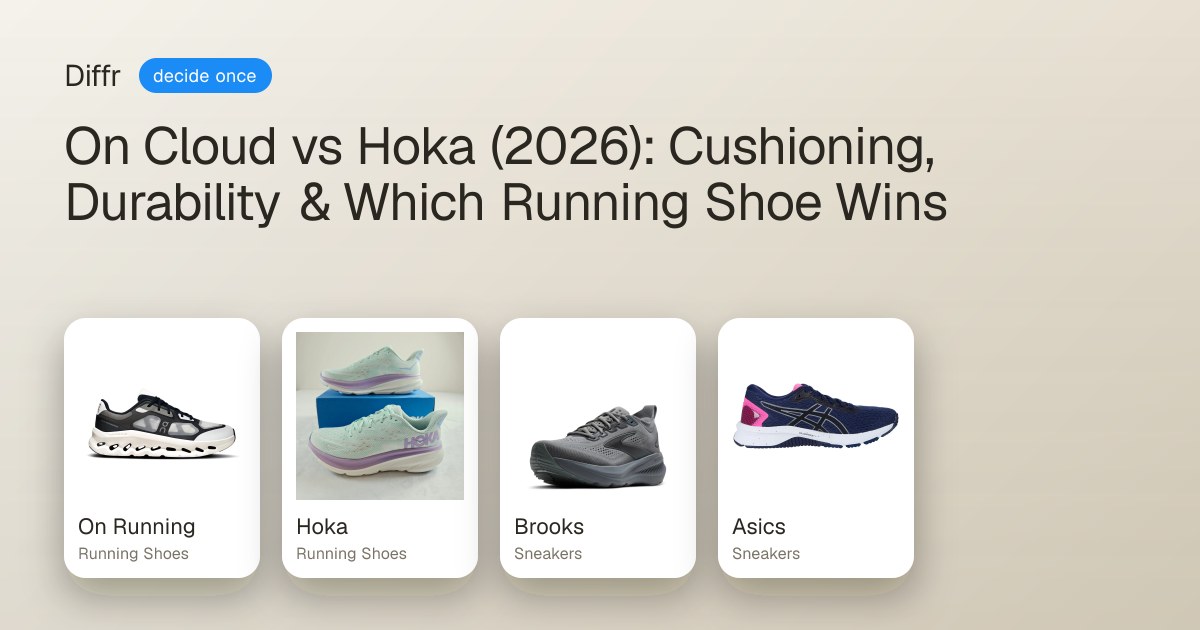 Diffr
decide once
On Cloud vs Hoka (2026): Cushioning,
Durability & Which Running Shoe Wins
HOKA
On Running
Running Shoes
Hoka
Running Shoes
Brooks
Sneakers
Asics
Sneakers